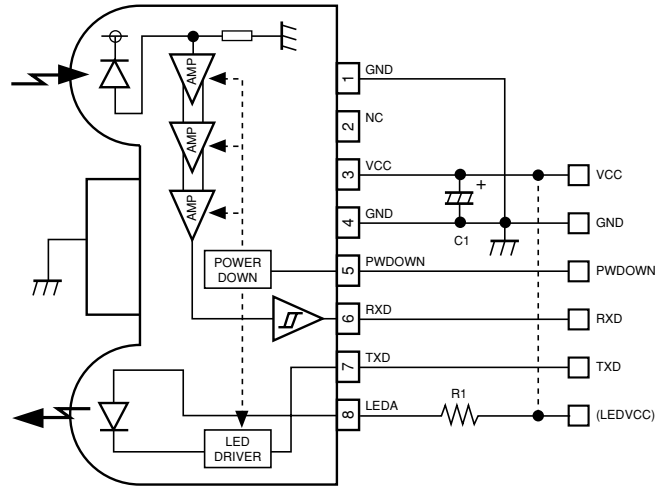 AMP
AMP
AMP
POWER
DOWN
LED
DRIVER
1
GND
2
NC
3
VCC
4
GND
5
PWDOWN
6
RXD
7
TXD
8
LEDA
+
C1
R1
VCC
GND
PWDOWN
RXD
TXD
(LEDVCC)